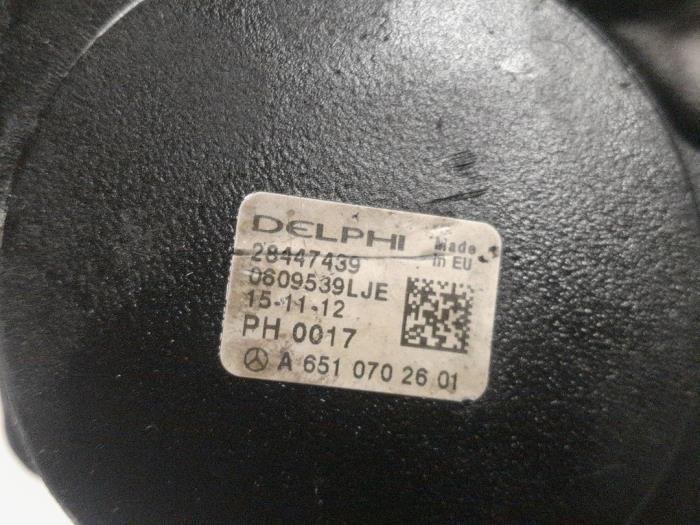 DELPHI Made in EU
28447439
0609539LJE
15-11-12
PH 0017
A 651 070 26 01